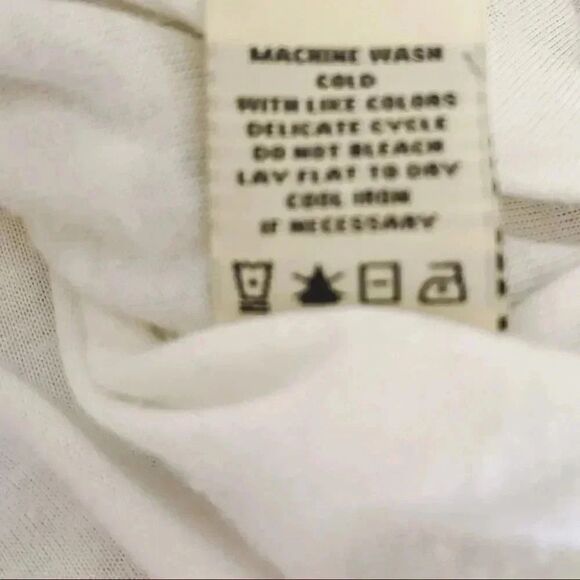 MACHINE WASH
COLD
WITH LIKE COLORS
DELICATE CYCLE
DO NOT BLEACH
LAY FLAT TO DRY
COOL IRON
IF NECESSARY